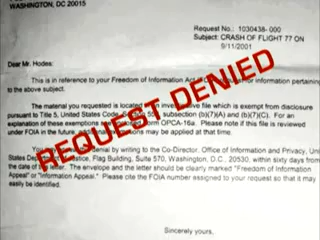 WASHINGTON, DC 20015
Request No.: 1030438-000
Subject: CRASH OF FLIGHT 77 ON
9/11/2001
Dear Mr. Hodes:
This is in reference to your Freedom of Information Act information pertaining
to the above subject.
The material you requested is located in an investigative file which is exempt from disclosure
pursuant to Title 5, United States Code, Section 552, subsection (b)(7)(A) and (b)(7)(C). For an
explanation of these exemptions see enclosed Form OPCA-16a. Please note if this file is reviewed
under FOIA in the future, additional exemptions may be applied at that time.
You may denial by writing to the Co-Director, Office of Information and Privacy, United
States Department of Justice, Flag Building, Suite 570, Washington, D.C. 20530, within sixty days from
the date of the letter. The envelope and the letter should be clearly marked "Freedom of Information
Appeal" or "Information Appeal." Please cite the FOIA number assigned to your request so that it may
easily be identified.
Sincerely yours,
REQUEST DENIED